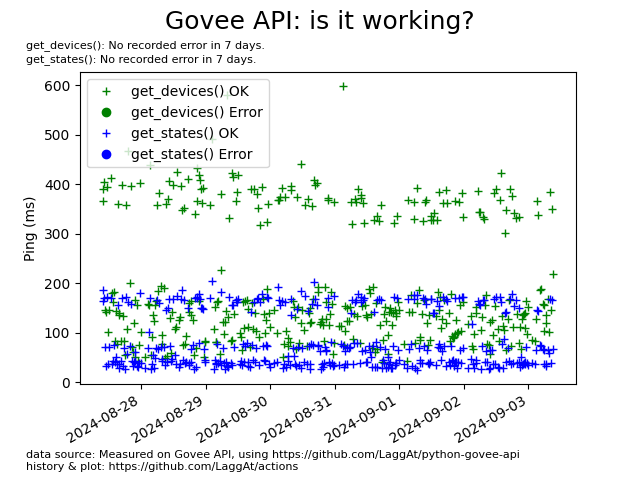 Govee API: is it working?
get_devices(): No recorded error in 7 days.
get_states(): No recorded error in 7 days.
get_devices() OK
get_devices() Error
get_states() OK
get_states() Error
Ping (ms)
600
500
400
300
200
100
0
2024-08-28
2024-08-29
2024-08-30
2024-08-31
2024-09-01
2024-09-02
2024-09-03
data source: Measured on Govee API, using https://github.com/LaggAt/python-govee-api
history & plot: https://github.com/LaggAt/actions